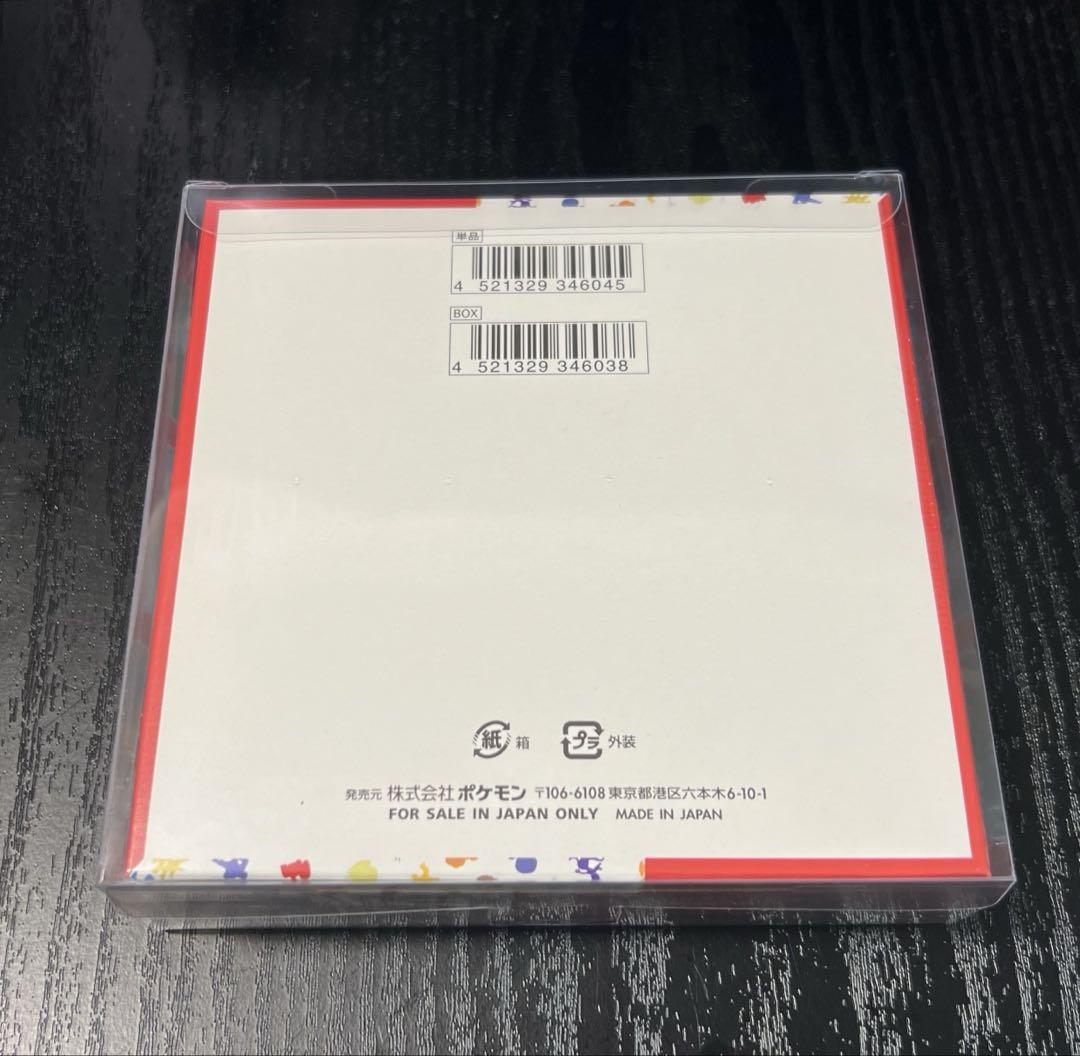 単品
4 521329 346045
BOX
4 521329 346038
紙 箱 プラ 外装
発売元 株式会社ポケモン 〒106-6108 東京都港区六本木6-10-1
FOR SALE IN JAPAN ONLY MADE IN JAPAN